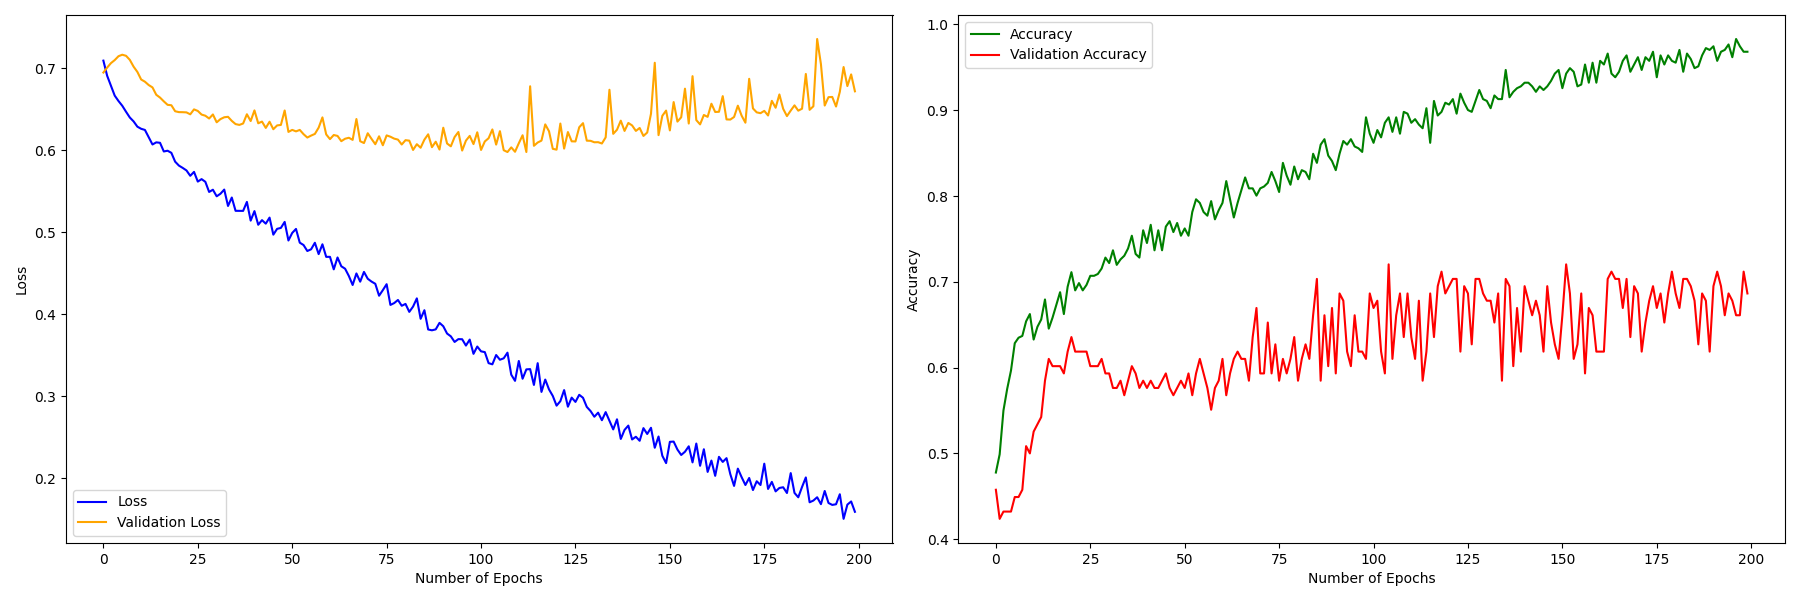 0.7
0.6
0.5
0.4
0.3
0.2
Loss
Loss
Validation Loss
0 25 50 75 100 125 150 175 200
Number of Epochs
1.0
0.9
0.8
0.7
0.6
0.5
0.4
Accuracy
Accuracy
Validation Accuracy
0 25 50 75 100 125 150 175 200
Number of Epochs